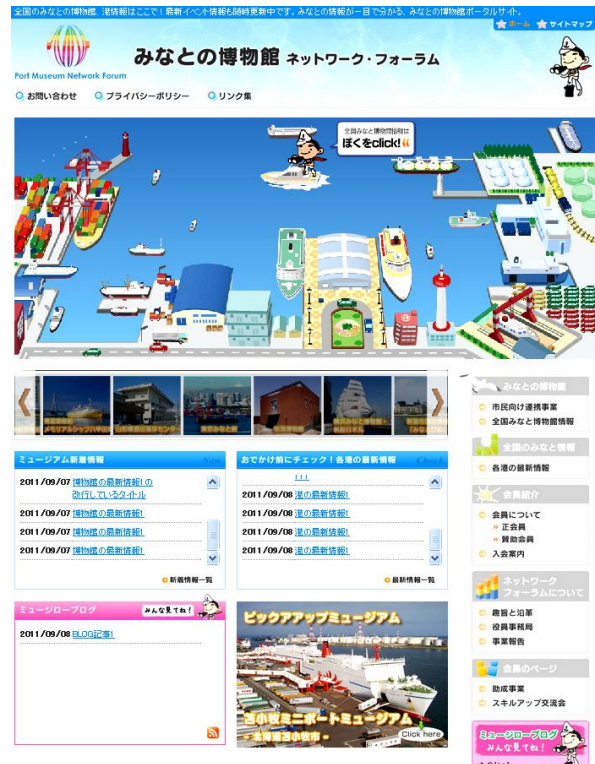 全国のみなとの博物館、港情報はここで！最新イベント情報も随時更新中です。みなとの情報が一目で分かる、みなとの博物館ポータルサイト。
ホーム サイトマップ
Port Museum Network Forum
みなとの博物館 ネットワーク・フォーラム
お問い合わせ プライバシーポリシー リンク集
全国みなと博物館情報は
ぼくをclick!
メモリアルシップ八甲田丸
東京みなと館
ミュージアム新着情報 New
2011/09/07 博物館の最新情報1の
改行しているタイトル
2011/09/07 博物館の最新情報!
2011/09/07 博物館の最新情報!
2011/09/07 博物館の最新情報!
新着情報一覧
おでかけ前にチェック！各港の最新情報 Check
2011/09/08 港の最新情報!
2011/09/08 港の最新情報!
2011/09/08 港の最新情報!
最新情報一覧
ミュージローブログ みんな見てね!
2011/09/08 BLOG記事1
ピックアップミュージアム
苫小牧ミニポートミュージアム
- 北海道苫小牧市 -
Click here
みなとの博物館
市民向け連携事業
全国みなと博物館情報
全国のみなと情報
各港の最新情報
会員紹介
会員について
» 正会員
» 賛助会員
入会案内
ネットワーク
フォーラムについて
趣旨と沿革
役員事務局
事業報告
会員のページ
助成事業
スキルアップ交流会
ミュージローブログ
みんな見てね!